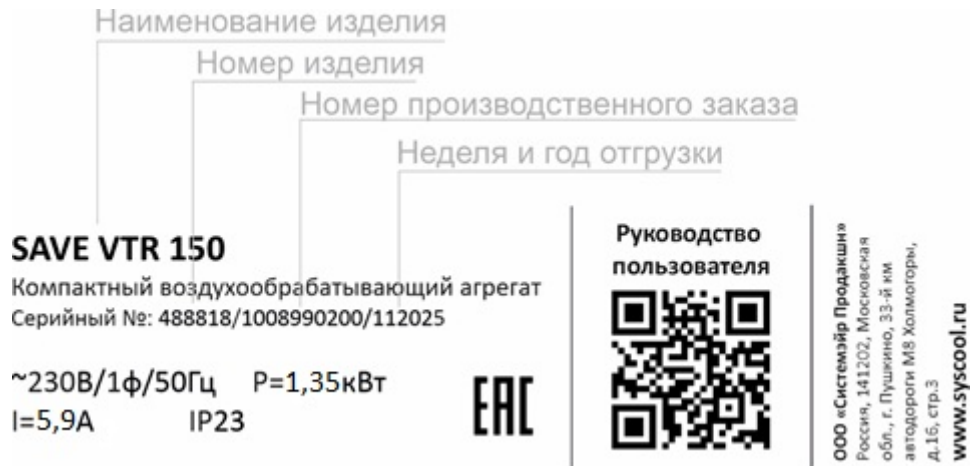 Наименование изделия
Номер изделия
Номер производственного заказа
Неделя и год отгрузки
SAVE VTR 150
Компактный воздухообрабатывающий агрегат
Серийный №: 488818/1008990200/112025
~230В/1ф/50Гц P=1,35кВт
I=5,9А IP23
EAC
Руководство
пользователя
ООО «Системэйр Продакшн»
Россия, 141202, Московская
обл., г. Пушкино, 33-й км
автодороги М8 Холмогоры,
д.16, стр.3
www.syscool.ru